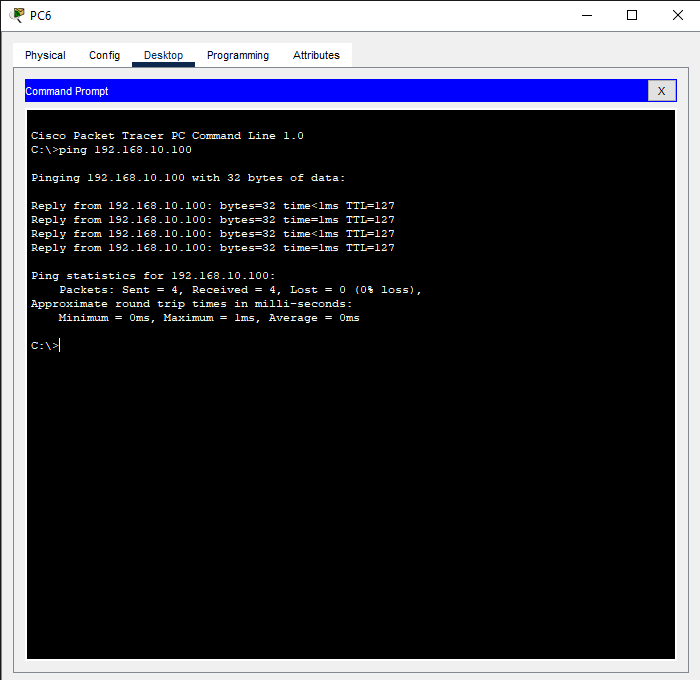 PC6
Physical Config Desktop Programming Attributes
Command Prompt
X
Cisco Packet Tracer PC Command Line 1.0
C:\>ping 192.168.10.100
Pinging 192.168.10.100 with 32 bytes of data:
Reply from 192.168.10.100: bytes=32 time<1ms TTL=127
Reply from 192.168.10.100: bytes=32 time=1ms TTL=127
Reply from 192.168.10.100: bytes=32 time<1ms TTL=127
Reply from 192.168.10.100: bytes=32 time=1ms TTL=127
Ping statistics for 192.168.10.100:
Packets: Sent = 4, Received = 4, Lost = 0 (0% loss),
Approximate round trip times in milli-seconds:
Minimum = 0ms, Maximum = 1ms, Average = 0ms
C:\>